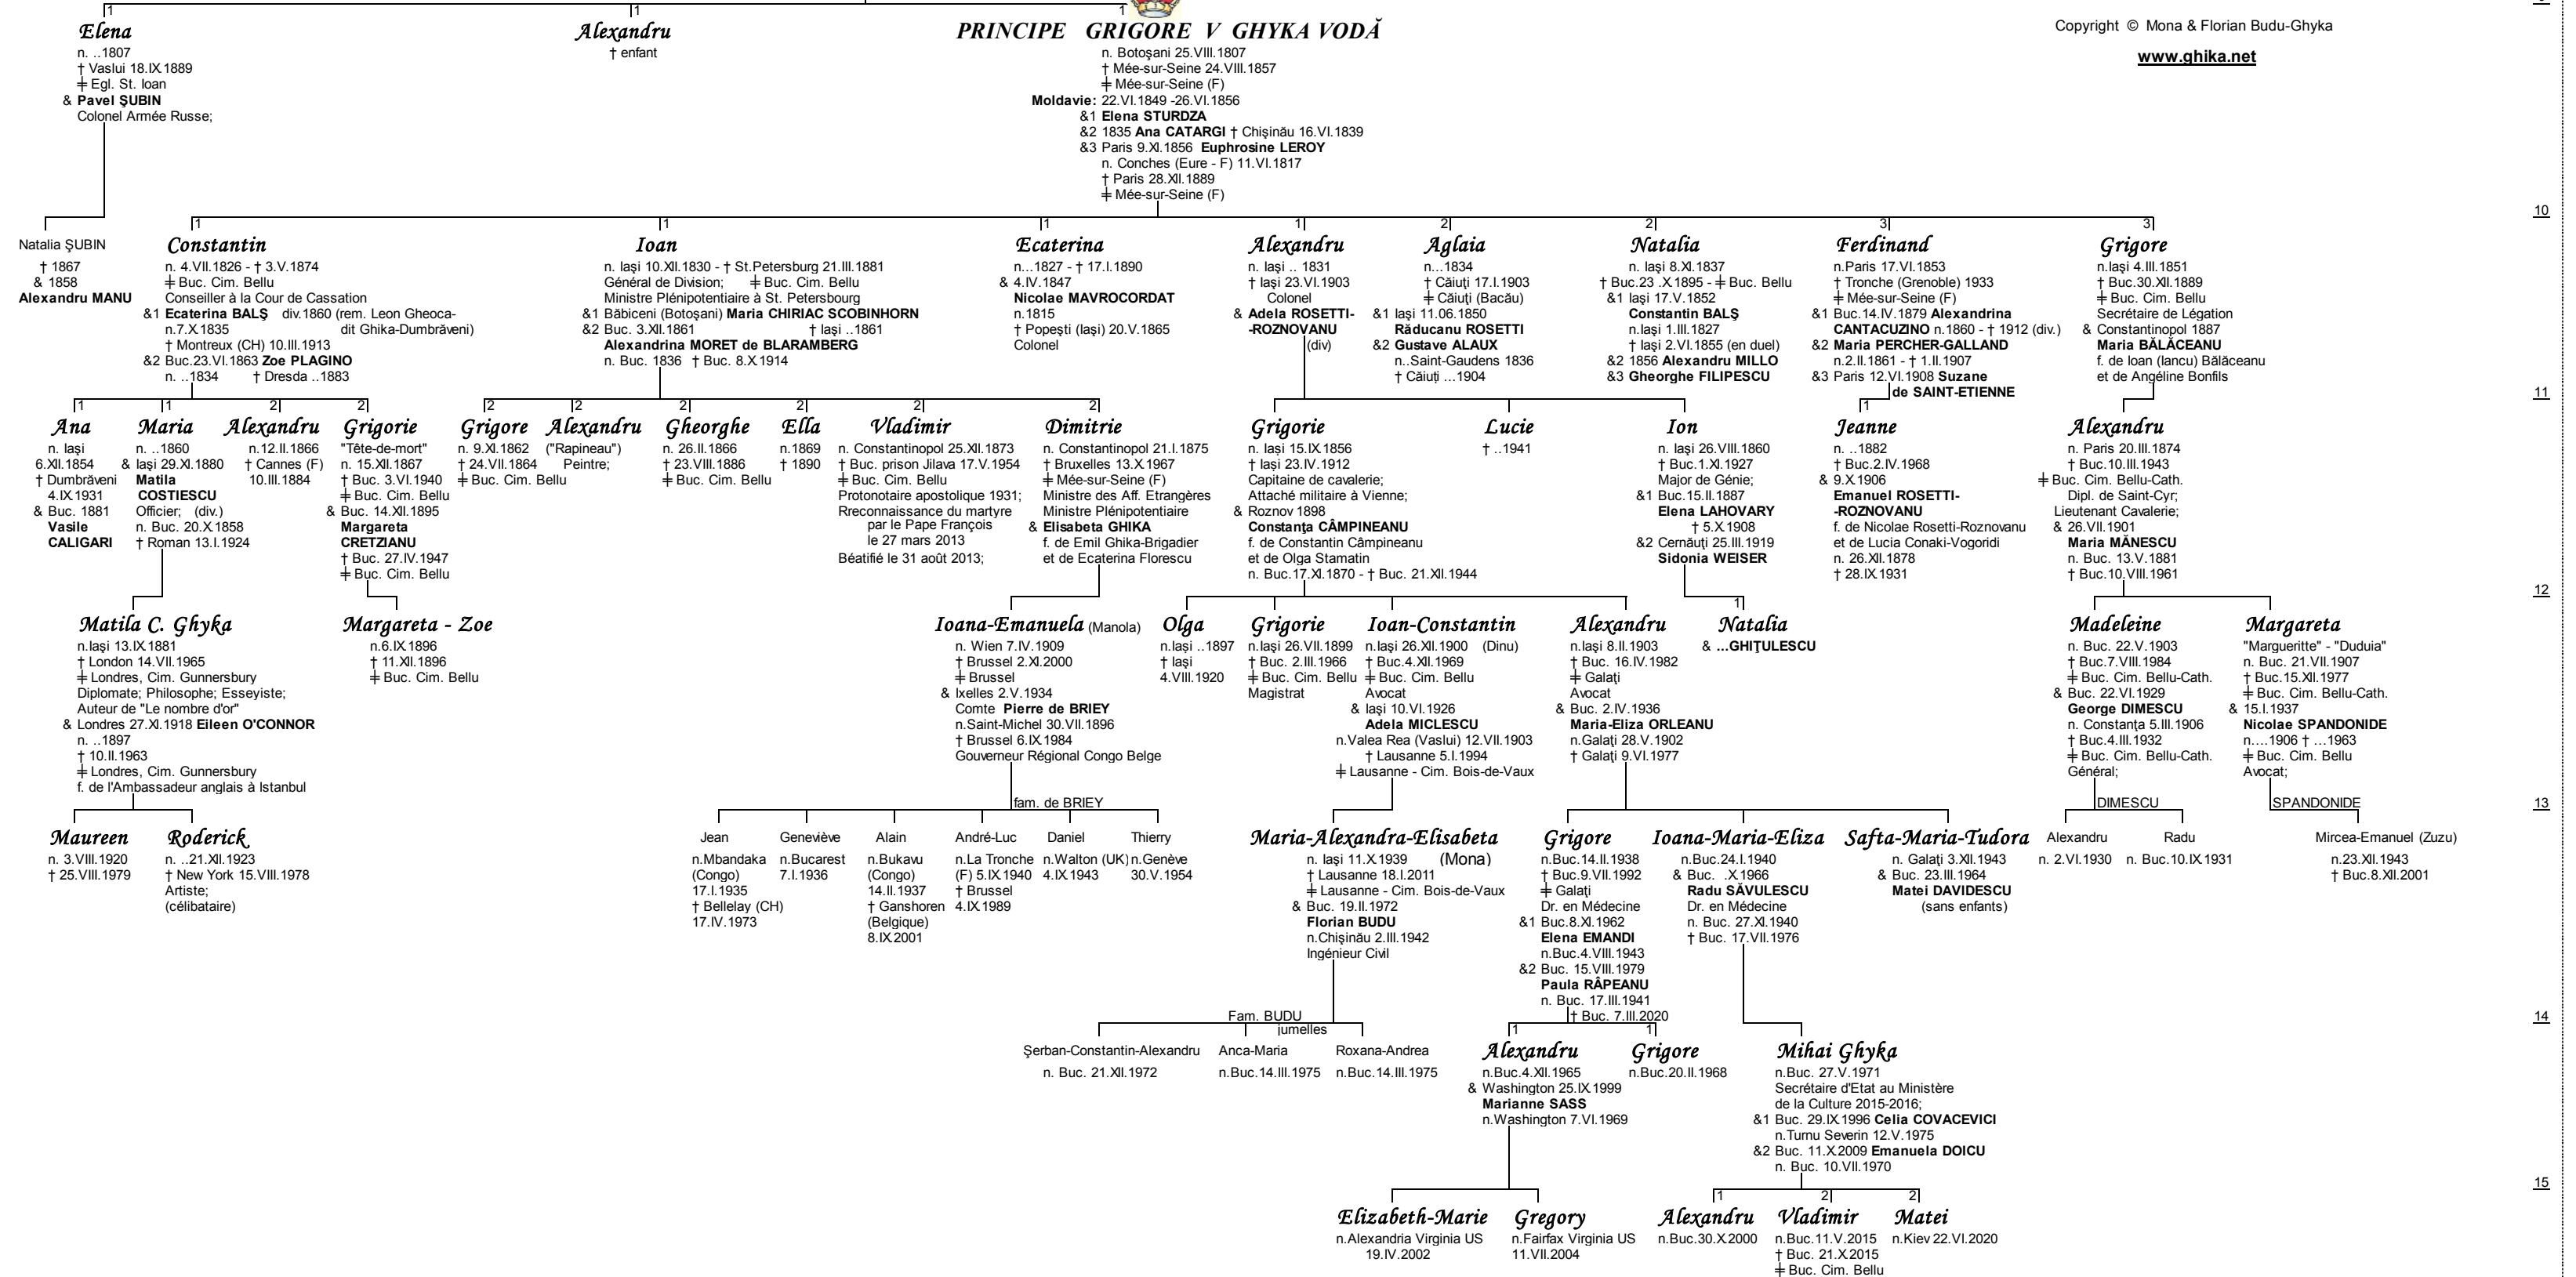 1
1
1
9
Elena
n. ..1807
† Vaslui 18.IX.1889
╪ Egl. St. Ioan
& Pavel ŞUBIN
Colonel Armée Russe;
Alexandru
† enfant
PRINCIPE GRIGORE V GHYKA VODĂ
n. Botoşani 25.VIII.1807
† Mée-sur-Seine 24.VIII.1857
╪ Mée-sur-Seine (F)
Moldavie: 22.VI.1849 -26.VI.1856
&1 Elena STURDZA
&2 1835 Ana CATARGI † Chişinău 16.VI.1839
&3 Paris 9.XI.1856 Euphrosine LEROY
n. Conches (Eure - F) 11.VI.1817
† Paris 28.XII.1889
╪ Mée-sur-Seine (F)
Copyright © Mona & Florian Budu-Ghyka
www.ghika.net
10
Natalia ŞUBIN
† 1867
& 1858
Alexandru MANU
1
Constantin
n. 4.VII.1826 - † 3.V.1874
╪ Buc. Cim. Bellu
Conseiller à la Cour de Cassation
&1 Ecaterina BALŞ div.1860 (rem. Leon Gheoca-
n.7.X.1835 dit Ghika-Dumbrăveni)
† Montreux (CH) 10.III.1913
&2 Buc.23.VI.1863 Zoe PLAGINO
n. ..1834 † Dresda ..1883
1
Ioan
n. Iaşi 10.XII.1830 - † St.Petersburg 21.III.1881
Général de Division; ╪ Buc. Cim. Bellu
Ministre Plénipotentiaire à St. Petersbourg
&1 Băbiceni (Botoşani) Maria CHIRIAC SCOBINHORN
&2 Buc. 3.XII.1861 † Iaşi ..1861
Alexandrina MORET de BLARAMBERG
n. Buc. 1836 † Buc. 8.X.1914
1
Ecaterina
n...1827 - † 17.I.1890
& 4.IV.1847
Nicolae MAVROCORDAT
n.1815
† Popeşti (Iaşi) 20.V.1865
Colonel
1
Alexandru
n. Iaşi .. 1831
† Iaşi 23.VI.1903
Colonel
& Adela ROSETTI-
-ROZNOVANU
(div)
2
Aglaia
n...1834
† Căiuţi 17.I.1903
╪ Căiuţi (Bacău)
&1 Iaşi 11.06.1850
Răducanu ROSETTI
&2 Gustave ALAUX
n..Saint-Gaudens 1836
† Căiuţi ...1904
2
Natalia
n. Iaşi 8.XI.1837
† Buc.23 .X.1895 - ╪ Buc. Bellu
&1 Iaşi 17.V.1852
Constantin BALŞ
n.Iaşi 1.III.1827
† Iaşi 2.VI.1855 (en duel)
&2 1856 Alexandru MILLO
&3 Gheorghe FILIPESCU
3
Ferdinand
n.Paris 17.VI.1853
† Tronche (Grenoble) 1933
╪ Mée-sur-Seine (F)
&1 Buc.14.IV.1879 Alexandrina
CANTACUZINO n.1860 - † 1912 (div.)
&2 Maria PERCHER-GALLAND
n.2.II.1861 - † 1.II.1907
&3 Paris 12.VI.1908 Suzane
de SAINT-ETIENNE
3
Grigore
n.Iaşi 4.III.1851
† Buc.30.XII.1889
╪ Buc. Cim. Bellu
Secrétaire de Légation
& Constantinopol 1887
Maria BĂLĂCEANU
f. de Ioan (Iancu) Bălăceanu
et de Angéline Bonfils
11
1
Ana
n. Iaşi
6.XII.1854
† Dumbrăveni
4.IX.1931
& Buc. 1881
Vasile
CALIGARI
1
Maria
n. ..1860
& Iaşi 29.XI.1880
Matila
COSTIESCU
Officier; (div.)
n. Buc. 20.X.1858
† Roman 13.I.1924
2
Alexandru
n.12.II.1866
† Cannes (F)
10.III.1884
2
Grigorie
"Tête-de-mort"
n. 15.XII.1867
† Buc. 3.VI.1940
╪ Buc. Cim. Bellu
& Buc. 14.XII.1895
Margareta
CRETZIANU
† Buc. 27.IV.1947
╪ Buc. Cim. Bellu
2
Grigore
n. 9.XI.1862
† 24.VII.1864
╪ Buc. Cim. Bellu
2
Alexandru
("Rapineau")
Peintre;
2
Gheorghe
n. 26.II.1866
† 23.VIII.1886
╪ Buc. Cim. Bellu
2
Ella
n.1869
† 1890
2
Vladimir
n. Constantinopol 25.XII.1873
† Buc. prison Jilava 17.V.1954
╪ Buc. Cim. Bellu
Protonotaire apostolique 1931;
Rreconnaissance du martyre
par le Pape François
le 27 mars 2013
Béatifié le 31 août 2013;
2
Dimitrie
n. Constantinopol 21.I.1875
† Bruxelles 13.X.1967
╪ Mée-sur-Seine (F)
Ministre des Aff. Etrangères
Ministre Plénipotentiaire
& Elisabeta GHIKA
f. de Emil Ghika-Brigadier
et de Ecaterina Florescu
Grigorie
n. Iaşi 15.IX.1856
† Iaşi 23.IV.1912
Capitaine de cavalerie;
Attaché militaire à Vienne;
& Roznov 1898
Constanţa CÂMPINEANU
f. de Constantin Câmpineanu
et de Olga Stamatin
n. Buc.17.XI.1870 - † Buc. 21.XII.1944
Lucie
† ..1941
Ion
n. Iaşi 26.VIII.1860
† Buc.1.XI.1927
Major de Génie;
&1 Buc.15.II.1887
Elena LAHOVARY
† 5.X.1908
&2 Cernăuţi 25.III.1919
Sidonia WEISER
1
Jeanne
n. ..1882
† Buc.2.IV.1968
& 9.X.1906
Emanuel ROSETTI-
-ROZNOVANU
f. de Nicolae Rosetti-Roznovanu
et de Lucia Conaki-Vogoridi
n. 26.XII.1878
† 28.IX.1931
Alexandru
n. Paris 20.III.1874
† Buc.10.III.1943
╪ Buc. Cim. Bellu-Cath.
Dipl. de Saint-Cyr;
Lieutenant Cavalerie;
& 26.VII.1901
Maria MĂNESCU
n. Buc. 13.V.1881
† Buc.10.VIII.1961
12
Matila C. Ghyka
n.Iaşi 13.IX.1881
† London 14.VII.1965
╪ Londres, Cim. Gunnersbury
Diplomate; Philosophe; Esseyiste;
Auteur de "Le nombre d'or"
& Londres 27.XI.1918 Eileen O'CONNOR
n. ..1897
† 10.II.1963
╪ Londres, Cim. Gunnersbury
f. de l'Ambassadeur anglais à Istanbul
Margareta - Zoe
n.6.IX.1896
† 11.XII.1896
╪ Buc. Cim. Bellu
Ioana-Emanuela (Manola)
n. Wien 7.IV.1909
† Brussel 2.XI.2000
╪ Brussel
& Ixelles 2.V.1934
Comte Pierre de BRIEY
n.Saint-Michel 30.VII.1896
† Brussel 6.IX.1984
Gouverneur Régional Congo Belge
Olga
n.Iaşi ..1897
† Iaşi
4.VIII.1920
Grigorie
n.Iaşi 26.VII.1899
† Buc. 2.III.1966
╪ Buc. Cim. Bellu
Magistrat
Ioan-Constantin
n.Iaşi 26.XII.1900 (Dinu)
† Buc.4.XII.1969
╪ Buc. Cim. Bellu
Avocat
& Iaşi 10.VI.1926
Adela MICLESCU
n.Valea Rea (Vaslui) 12.VII.1903
† Lausanne 5.I.1994
╪ Lausanne - Cim. Bois-de-Vaux
Alexandru
n.Iaşi 8.II.1903
† Buc. 16.IV.1982
╪ Galaţi
Avocat
& Buc. 2.IV.1936
Maria-Eliza ORLEANU
n.Galaţi 28.V.1902
† Galaţi 9.VI.1977
1
Natalia
& ...GHIŢULESCU
Madeleine
n. Buc. 22.V.1903
† Buc.7.VIII.1984
╪ Buc. Cim. Bellu-Cath.
& Buc. 22.VI.1929
George DIMESCU
n. Constanţa 5.III.1906
† Buc.4.III.1932
╪ Buc. Cim. Bellu-Cath.
Général;
Margareta
"Margueritte" - "Duduia"
n. Buc. 21.VII.1907
† Buc.15.XII.1977
╪ Buc. Cim. Bellu-Cath.
& 15.I.1937
Nicolae SPANDONIDE
n....1906 † ...1963
╪ Buc. Cim. Bellu
Avocat;
13
Maureen
n. 3.VIII.1920
† 25.VIII.1979
Roderick
n. ..21.XII.1923
† New York 15.VIII.1978
Artiste;
(célibataire)
fam. de BRIEY
Jean
n.Mbandaka
(Congo)
17.I.1935
† Bellelay (CH)
17.IV.1973
Geneviève
n.Bucarest
7.I.1936
Alain
n.Bukavu
(Congo)
14.II.1937
† Ganshoren
(Belgique)
8.IX.2001
André-Luc
n.La Tronche
(F) 5.IX.1940
† Brussel
4.IX.1989
Daniel
n.Walton (UK)
4.IX.1943
Thierry
n.Genève
30.V.1954
Maria-Alexandra-Elisabeta
n. Iaşi 11.X.1939 (Mona)
† Lausanne 18.I.2011
╪ Lausanne - Cim. Bois-de-Vaux
& Buc. 19.II.1972
Florian BUDU
n.Chişinău 2.III.1942
Ingénieur Civil
Grigore
n.Buc.14.II.1938
† Buc.9.VII.1992
╪ Galaţi
Dr. en Médecine
&1 Buc.8.XI.1962
Elena EMANDI
n.Buc.4.VIII.1943
&2 Buc. 15.VIII.1979
Paula RÂPEANU
n. Buc. 17.III.1941
† Buc. 7.III.2020
Ioana-Maria-Eliza
n.Buc.24.I.1940
& Buc. .X.1966
Radu SĂVULESCU
Dr. en Médecine
n. Buc. 27.XI.1940
† Buc. 17.VII.1976
Safta-Maria-Tudora
n. Galaţi 3.XII.1943
& Buc. 23.III.1964
Matei DAVIDESCU
(sans enfants)
DIMESCU
Alexandru
n. 2.VI.1930
Radu
n. Buc.10.IX.1931
SPANDONIDE
Mircea-Emanuel (Zuzu)
n.23.XII.1943
† Buc.8.XII.2001
14
Fam. BUDU
jumelles
Şerban-Constantin-Alexandru
n. Buc. 21.XII.1972
Anca-Maria
n.Buc.14.III.1975
Roxana-Andrea
n.Buc.14.III.1975
1
Alexandru
n.Buc.4.XII.1965
& Washington 25.IX.1999
Marianne SASS
n.Washington 7.VI.1969
1
Grigore
n.Buc.20.II.1968
Mihai Ghyka
n.Buc. 27.V.1971
Secrétaire d'Etat au Ministère
de la Culture 2015-2016;
&1 Buc. 29.IX.1996 Celia COVACEVICI
n.Turnu Severin 12.V.1975
&2 Buc. 11.X.2009 Emanuela DOICU
n. Buc. 10.VII.1970
15
Elizabeth-Marie
n.Alexandria Virginia US
19.IV.2002
Gregory
n.Fairfax Virginia US
11.VII.2004
1
Alexandru
n.Buc.30.X.2000
2
Vladimir
n.Buc.11.V.2015
† Buc. 21.X.2015
╪ Buc. Cim. Bellu
2
Matei
n.Kiev 22.VI.2020